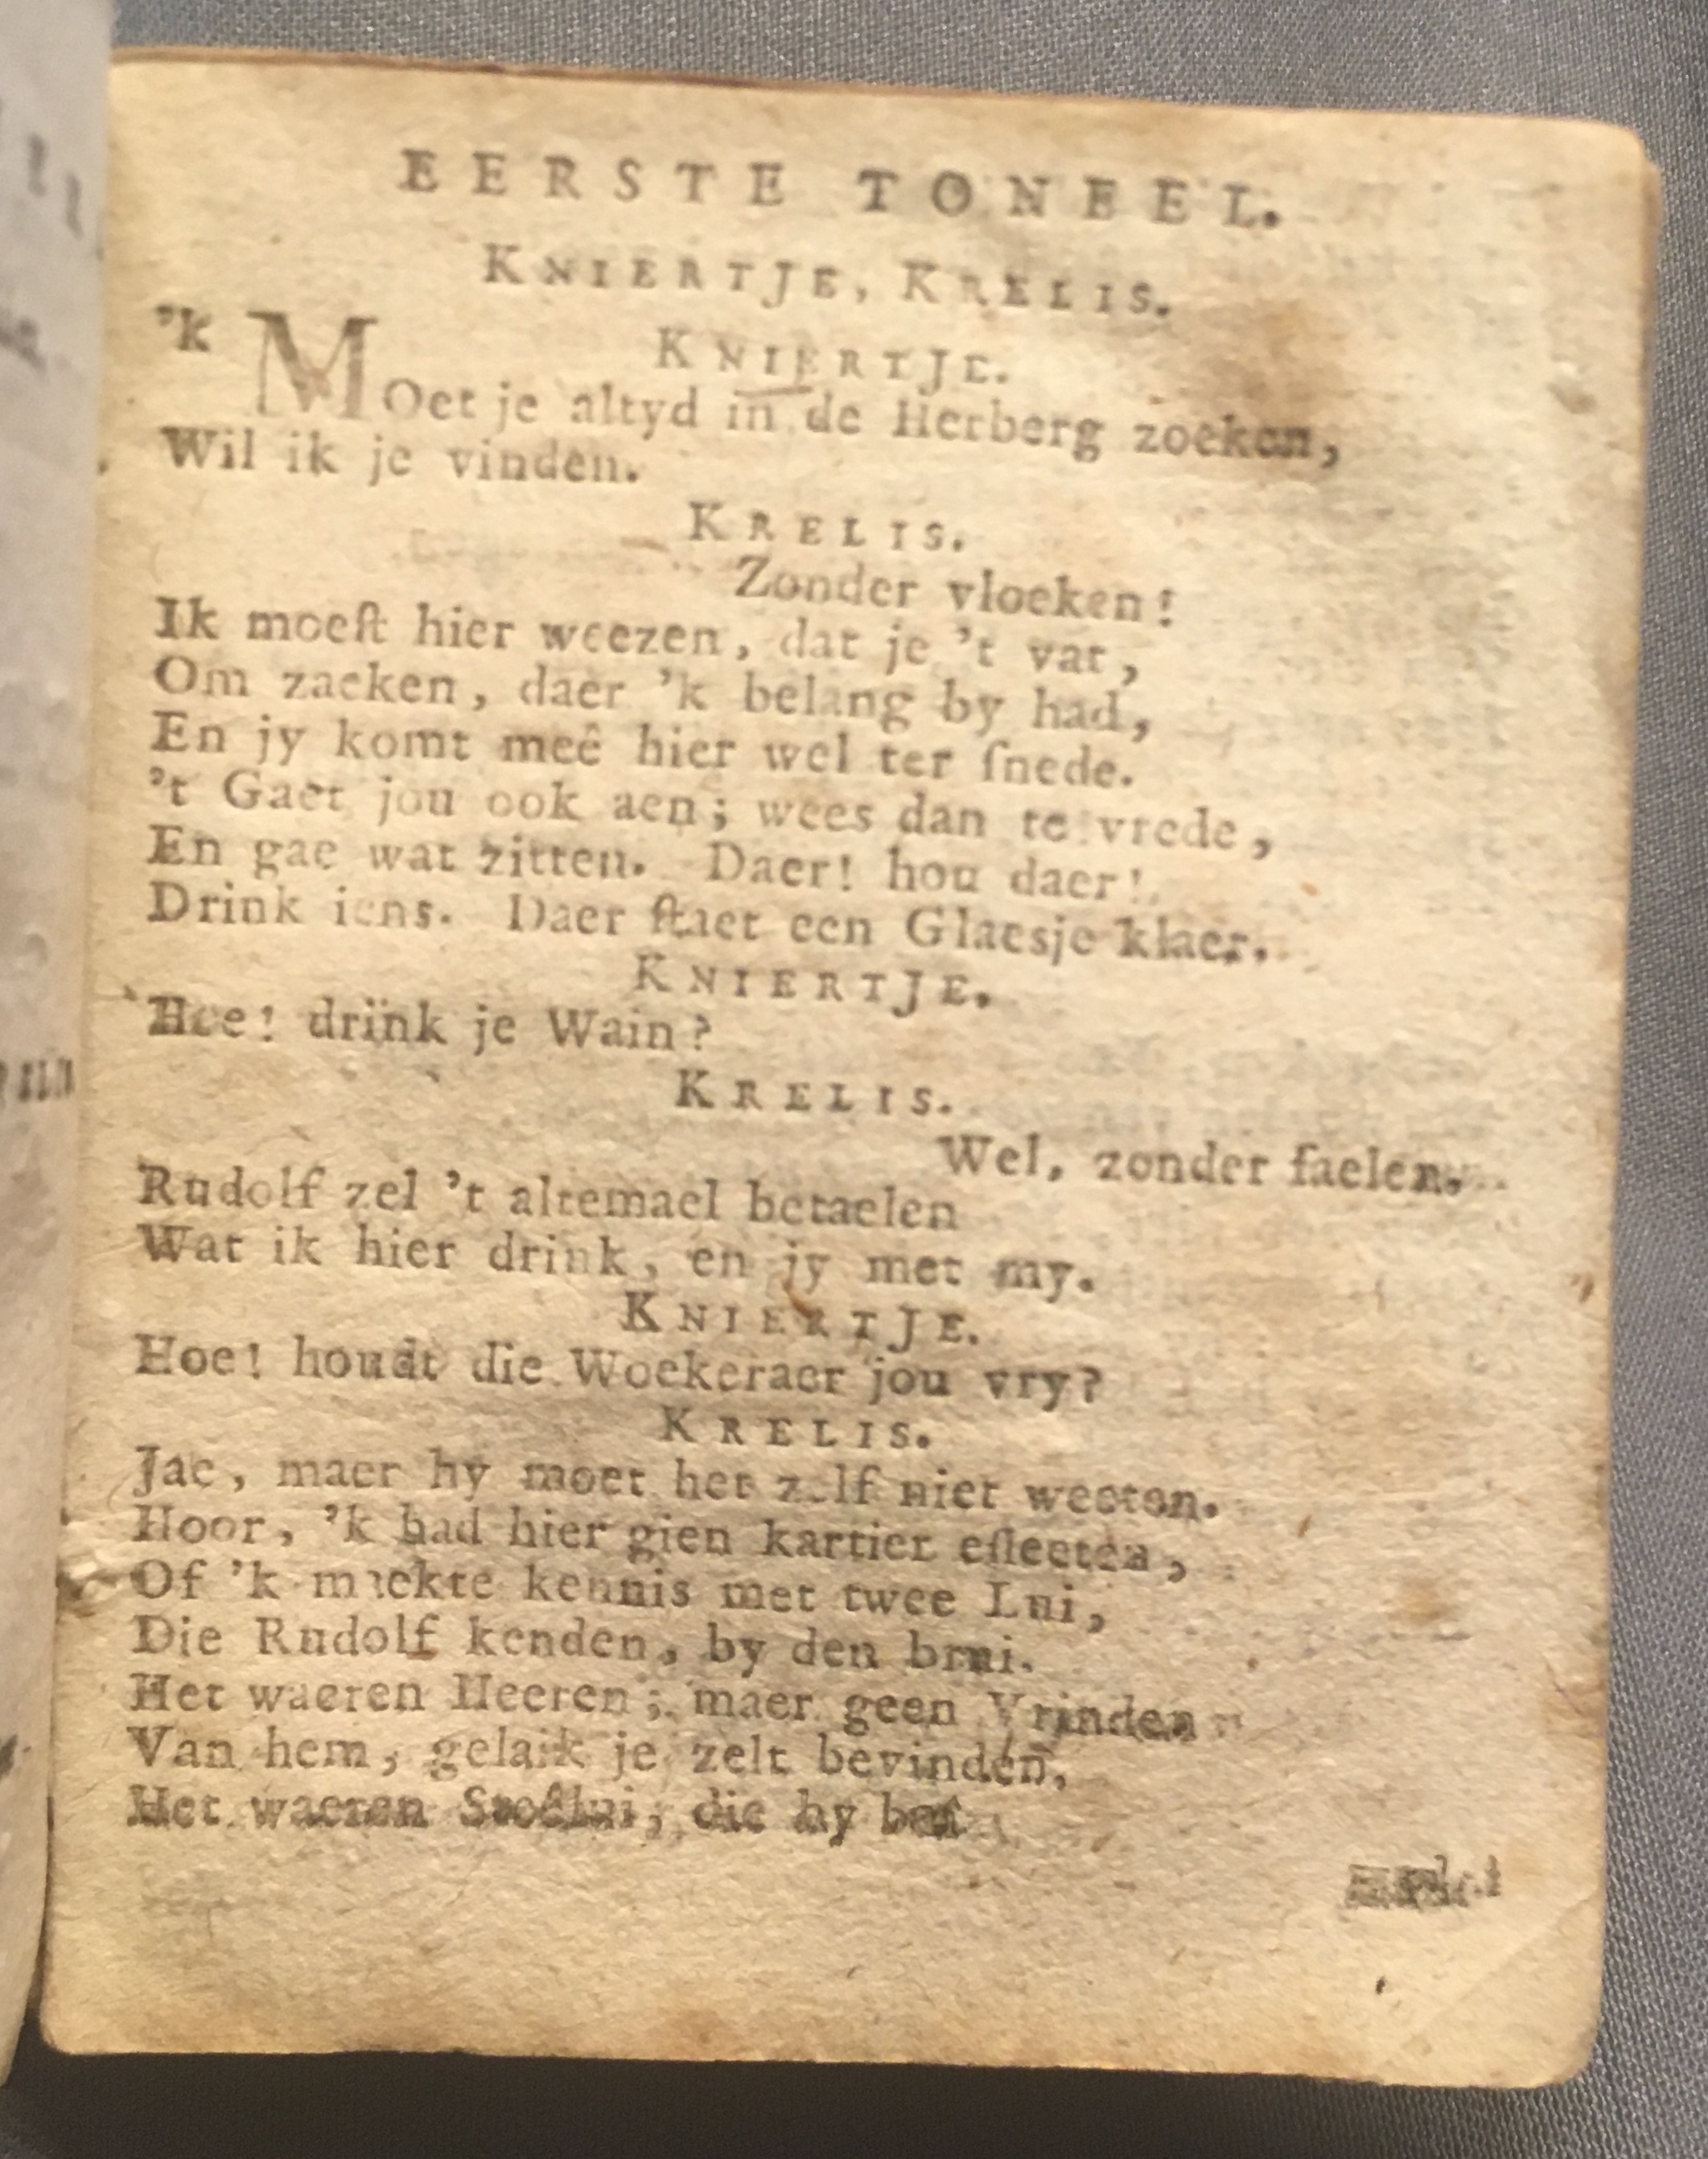 EERSTE TONEEL.
KNIERTJE, KRELIS.
KNIERTJE.
'k MOet je altyd in de Herberg zoeken,
Wil ik je vinden.
KRELIS.
Zonder vloeken!
Ik moeſt hier weezen, dat je 't vat,
Om zaeken, daer 'k belang by had,
En jy komt meê hier wel ter ſnede.
't Gaet jou ook aen; wees dan te vrede,
En gae wat zitten. Daer! hou daer!
Drink iens. Daer ſtaet een Glaesje klaer.
KNIERTJE.
Hee! drink je Wain?
KRELIS.
Wel, zonder faelen.
Rudolf zel 't altemael betaelen
Wat ik hier drink, en jy met my.
KNIERTJE.
Hoe! houdt die Woekeraer jou vry?
KRELIS.
Jae, maer hy moet het zelf niet weeten.
Hoor, 'k had hier gien kartier eſleeten,
Of 'k maekte kennis met twee Lui,
Die Rudolf kenden, by den brui.
Het waeren Heeren; maer geen Vrinden
Van hem, gelaik je zelt bevinden,
Het waeren die hy